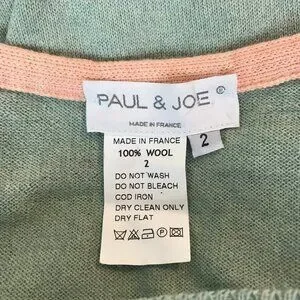 PAUL & JOE
MADE IN FRANCE
2
MADE IN FRANCE
100% WOOL
2
DO NOT WASH
DO NOT BLEACH
COD IRON
DRY CLEAN ONLY
DRY FLAT